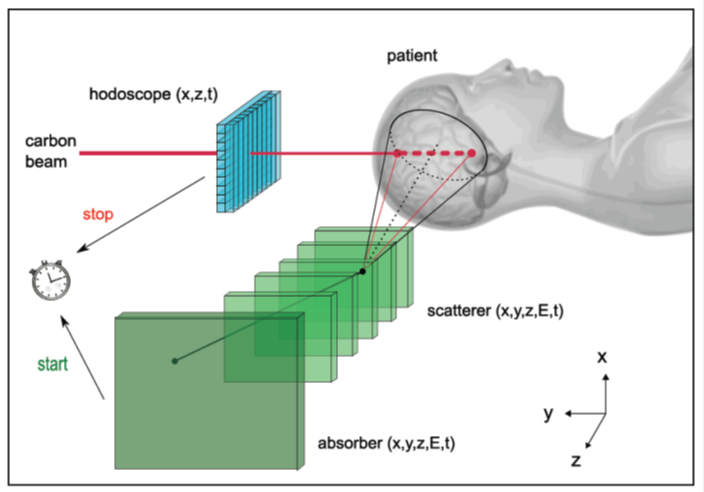 patient
hodoscope (x,z,t)
carbon
beam
stop
start
scatterer (x,y,z,E,t)
absorber (x,y,z,E,t)
x
y
z